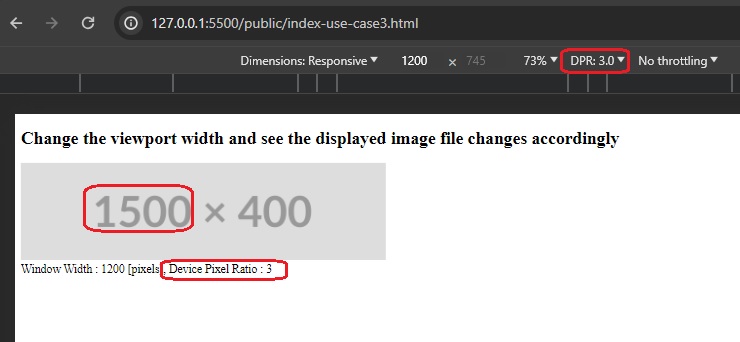 127.0.0.1:5500/public/index-use-case3.html
Dimensions: Responsive 1200 × 745 73% DPR: 3.0 No throttling
Change the viewport width and see the displayed image file changes accordingly
1500 × 400
Window Width : 1200 [pixels], Device Pixel Ratio : 3